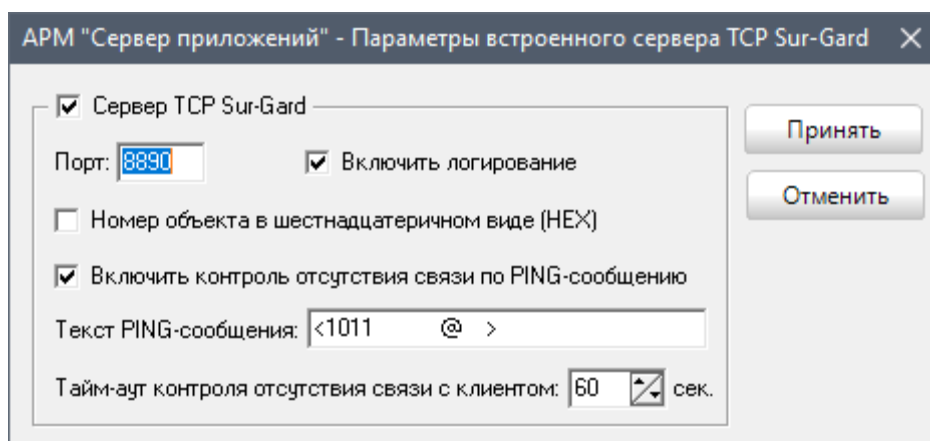 АРМ "Сервер приложений" - Параметры встроенного сервера TCP Sur-Gard
Сервер TCP Sur-Gard
Принять
Порт: 8890 Включить логирование
Отменить
Номер объекта в шестнадцатеричном виде (HEX)
Включить контроль отсутствия связи по PING-сообщению
Текст PING-сообщения: <1011 @ >
Тайм-аут контроля отсутствия связи с клиентом: 60 сек.